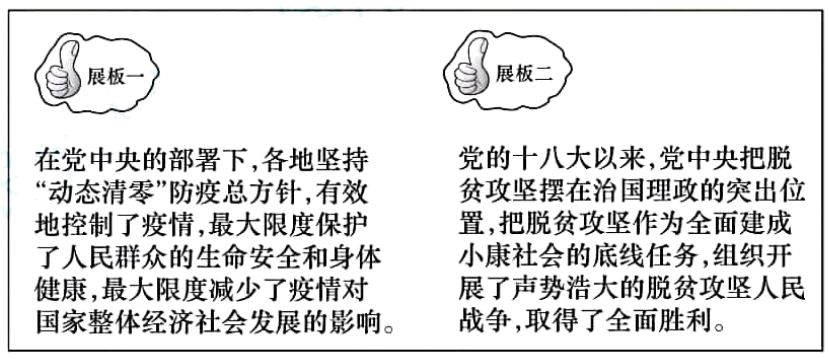 展板一
在党中央的部署下,各地坚持
“动态清零”防疫总方针,有效
地控制了疫情,最大限度保护
了人民群众的生命安全和身体
健康,最大限度减少了疫情对
国家整体经济社会发展的影响。
展板二
党的十八大以来,党中央把脱
贫攻坚摆在治国理政的突出位
置,把脱贫攻坚作为全面建成
小康社会的底线任务,组织开
展了声势浩大的脱贫攻坚人民
战争,取得了全面胜利。